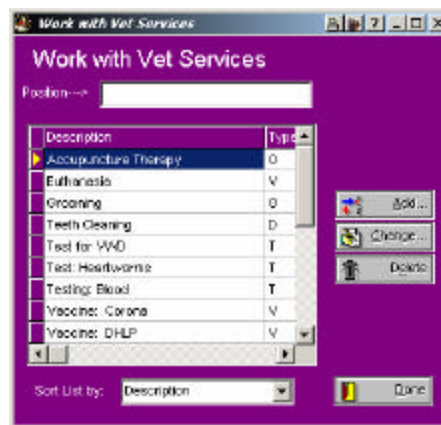 Work with Vet Services
Work with Vet Services
Position--->
Description Type
Accupuncture Therapy O
Euthanasia V
Grooming
Teeth Cleaning D
Test for VWD T
Test: Heartworms T
Testing: Blood T
Vaccine: Corona V
Vaccine: DHLP V
Add...
Change...
Delete
Sort List by: Description
Done